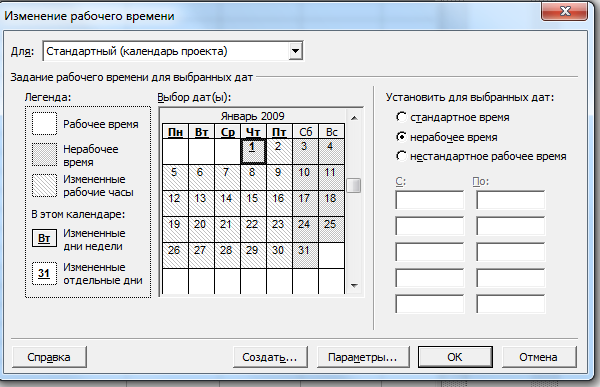 Изменение рабочего времени
Для: Стандартный (календарь проекта)
Задание рабочего времени для выбранных дат
Легенда:
Рабочее время
Нерабочее
время
Измененные
рабочие часы
В этом календаре:
Вт Измененные
дни недели
31 Измененные
отдельные дни
Выбор дат(ы):
Январь 2009
Пн Вт Ср Чт Пт Сб Вс
1 2 3 4
5 6 7 8 9 10 11
12 13 14 15 16 17 18
19 20 21 22 23 24 25
26 27 28 29 30 31
Установить для выбранных дат:
стандартное время
нерабочее время
нестандартное рабочее время
С: По:
Справка Создать... Параметры... ОК Отмена